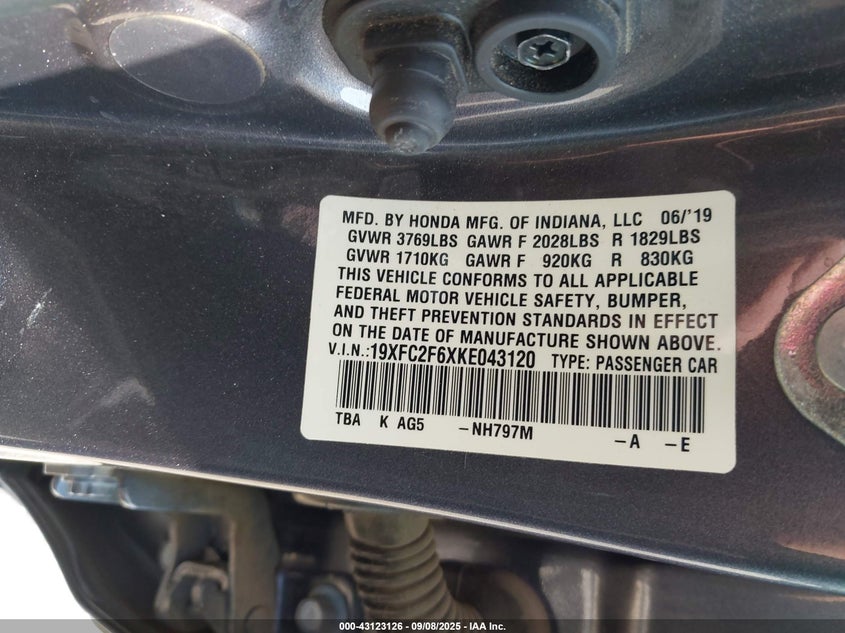 MFD. BY HONDA MFG. OF INDIANA, LLC 06/'19
GVWR 3769LBS GAWR F 2028LBS R 1829LBS
GVWR 1710KG GAWR F 920KG R 830KG
THIS VEHICLE CONFORMS TO ALL APPLICABLE
FEDERAL MOTOR VEHICLE SAFETY, BUMPER,
AND THEFT PREVENTION STANDARDS IN EFFECT
ON THE DATE OF MANUFACTURE SHOWN ABOVE.
V.I.N.:19XFC2F6XKE043120 TYPE: PASSENGER CAR
TBA K AG5 -NH797M -A -E
000-43123126 - 09/08/2025 - IAA Inc.